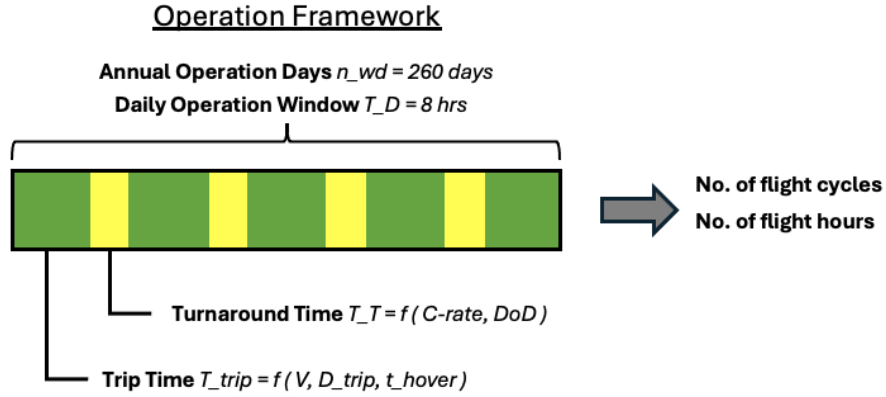 Operation Framework
Annual Operation Days n_wd = 260 days
Daily Operation Window T_D = 8 hrs
No. of flight cycles
No. of flight hours
Turnaround Time T_T = f ( C-rate, DoD )
Trip Time T_trip = f ( V, D_trip, t_hover )